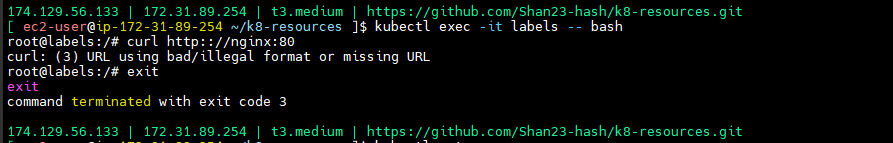 174.129.56.133 | 172.31.89.254 | t3.medium | https://github.com/Shan23-hash/k8-resources.git
[ ec2-user@ip-172-31-89-254 ~/k8-resources ]$ kubectl exec -it labels -- bash
root@labels:/# curl http:://nginx:80
curl: (3) URL using bad/illegal format or missing URL
root@labels:/# exit
exit
command terminated with exit code 3
174.129.56.133 | 172.31.89.254 | t3.medium | https://github.com/Shan23-hash/k8-resources.git